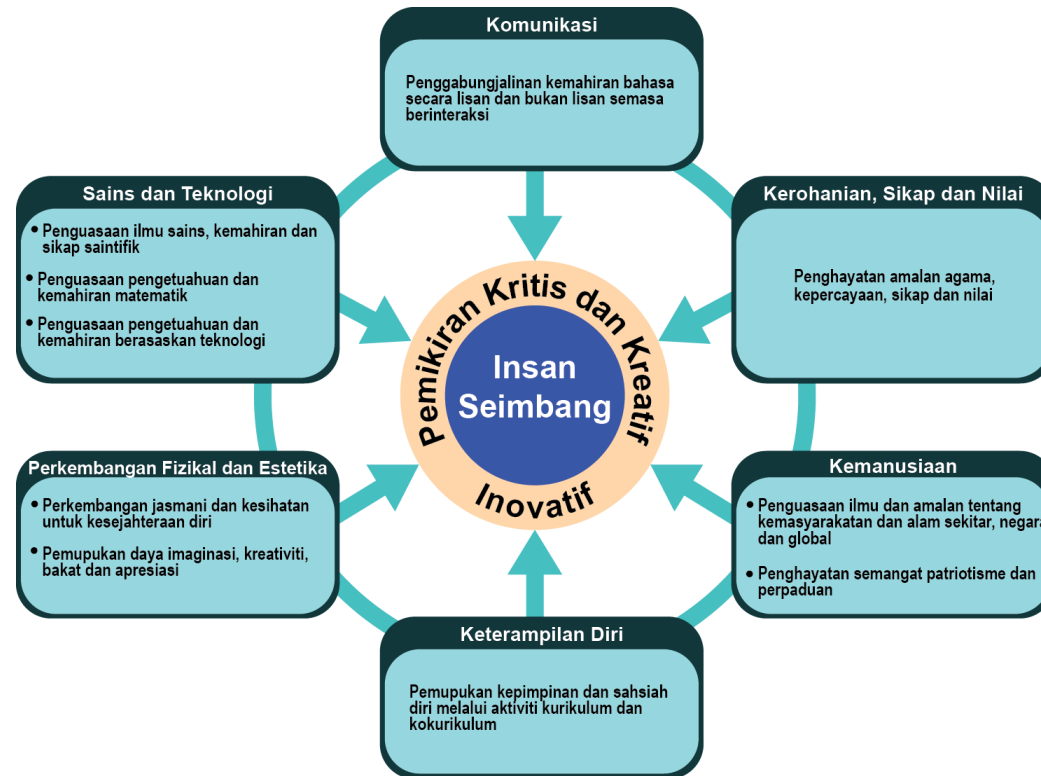 Komunikasi
Penggabungjalinan kemahiran bahasa
secara lisan dan bukan lisan semasa
berinteraksi
Sains dan Teknologi
• Penguasaan ilmu sains, kemahiran dan
sikap saintifik
• Penguasaan pengetuahuan dan
kemahiran matematik
• Penguasaan pengetuahuan dan
kemahiran berasaskan teknologi
Kerohanian, Sikap dan Nilai
Penghayatan amalan agama,
kepercayaan, sikap dan nilai
Pemikiran Kritis dan Kreatif
Insan
Seimbang
Inovatif
Perkembangan Fizikal dan Estetika
• Perkembangan jasmani dan kesihatan
untuk kesejahteraan diri
• Pemupukan daya imaginasi, kreativiti,
bakat dan apresiasi
Kemanusiaan
• Penguasaan ilmu dan amalan tentang
kemasyarakatan dan alam sekitar, negara
dan global
• Penghayatan semangat patriotisme dan
perpaduan
Keterampilan Diri
Pemupukan kepimpinan dan sahsiah
diri melalui aktiviti kurikulum dan
kokurikulum